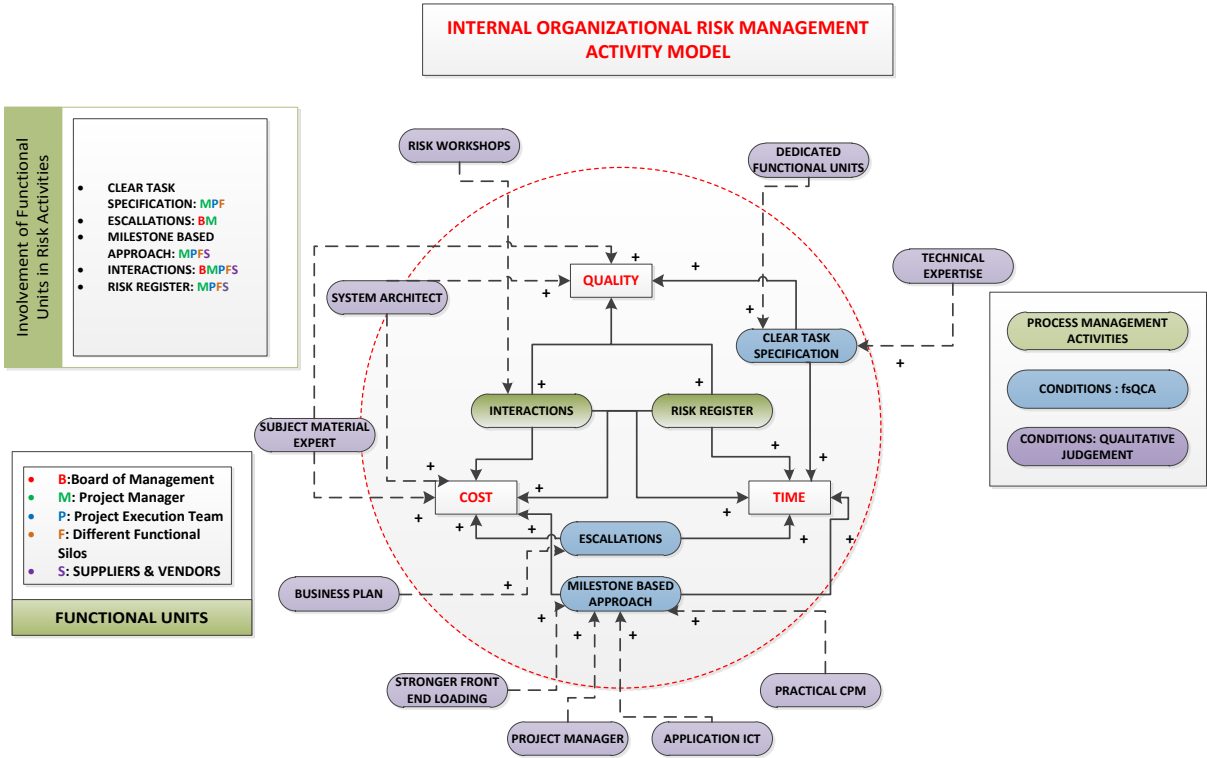 INTERNAL ORGANIZATIONAL RISK MANAGEMENT
ACTIVITY MODEL
Involvement of Functional
Units in Risk Activities
• CLEAR TASK
SPECIFICATION: MPF
• ESCALLATIONS: BM
• MILESTONE BASED
APPROACH: MPFS
• INTERACTIONS: BMPFS
• RISK REGISTER: MPFS
RISK WORKSHOPS
DEDICATED
FUNCTIONAL UNITS
TECHNICAL
EXPERTISE
SYSTEM ARCHITECT
+
+
+
+
+
+
QUALITY
CLEAR TASK
SPECIFICATION
+
+
+
INTERACTIONS
RISK REGISTER
SUBJECT MATERIAL
EXPERT
+
+
+
+
+
+
+
+
+
+
+
+
COST
TIME
ESCALLATIONS
BUSINESS PLAN
+
MILESTONE BASED
APPROACH
+
+
+
+
STRONGER FRONT
END LOADING
PRACTICAL CPM
PROJECT MANAGER
APPLICATION ICT
PROCESS MANAGEMENT
ACTIVITIES
CONDITIONS : fsQCA
CONDITIONS: QUALITATIVE
JUDGEMENT
• B:Board of Management
• M: Project Manager
• P: Project Execution Team
• F: Different Functional
Silos
• S: SUPPLIERS & VENDORS
FUNCTIONAL UNITS